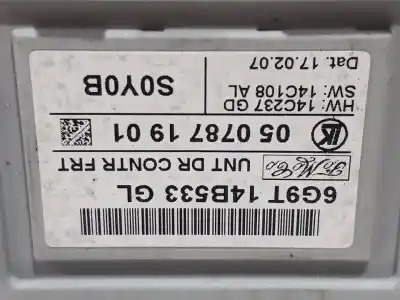 6G9T 14B533 GL
FoMoCo
UNT DR CONTR FRT
05 0787 19 01
HW: 14C237 GD
SW: 14C108 AL
Dat. 17.02.07
S0Y0B